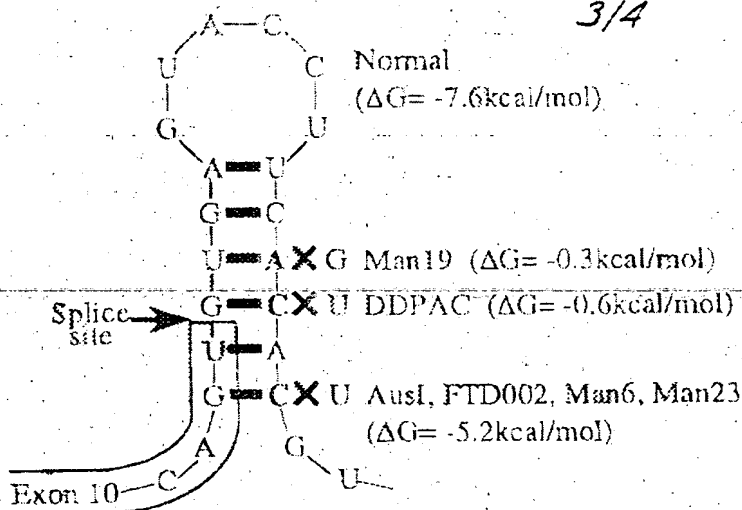 3/4
A C
U C
G U
Normal
(ΔG= -7.6kcal/mol)
A U
G C
U A X G Man19 (ΔG= -0.3kcal/mol)
G C X U DDPAC (ΔG= -0.6kcal/mol)
Splice
site
U A
G C X U AusI, FTD002, Man6, Man23
(ΔG= -5.2kcal/mol)
A G
Exon 10 C U